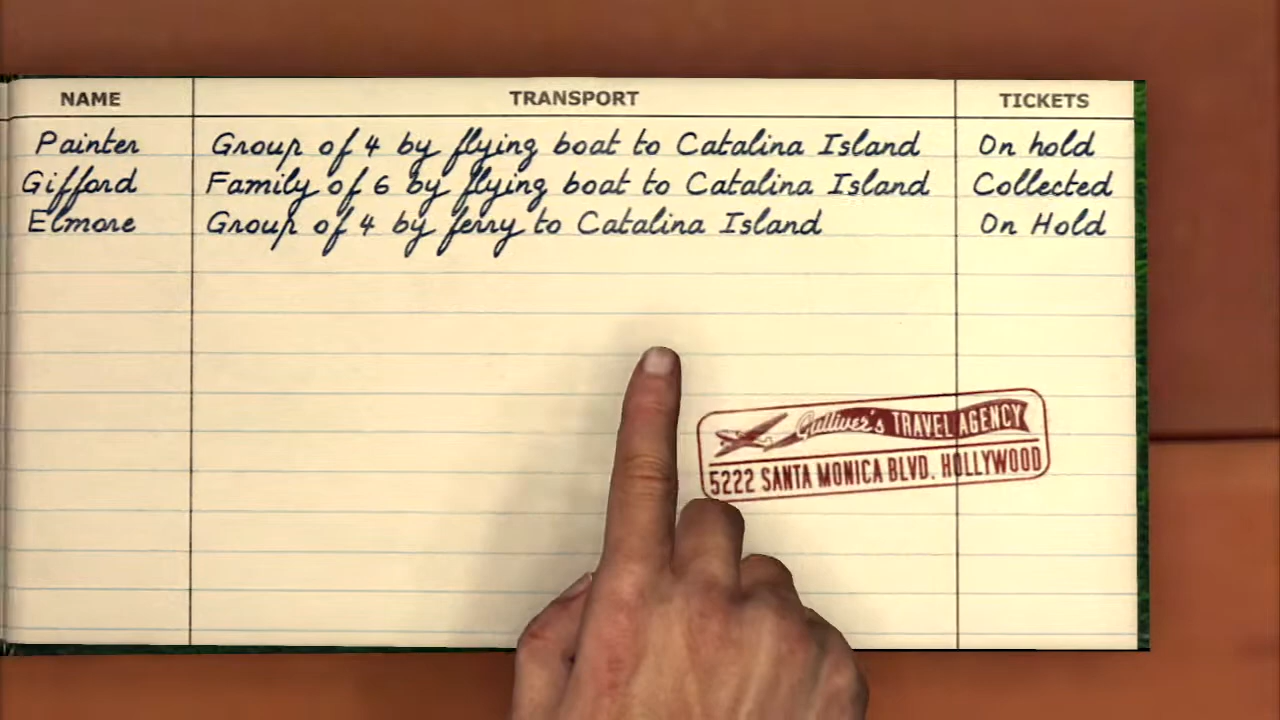 NAME TRANSPORT TICKETS
Painter Group of 4 by flying boat to Catalina Island On hold
Gifford Family of 6 by flying boat to Catalina Island Collected
Elmore Group of 4 by ferry to Catalina Island On Hold
Gulliver's TRAVEL AGENCY
5222 SANTA MONICA BLVD. HOLLYWOOD